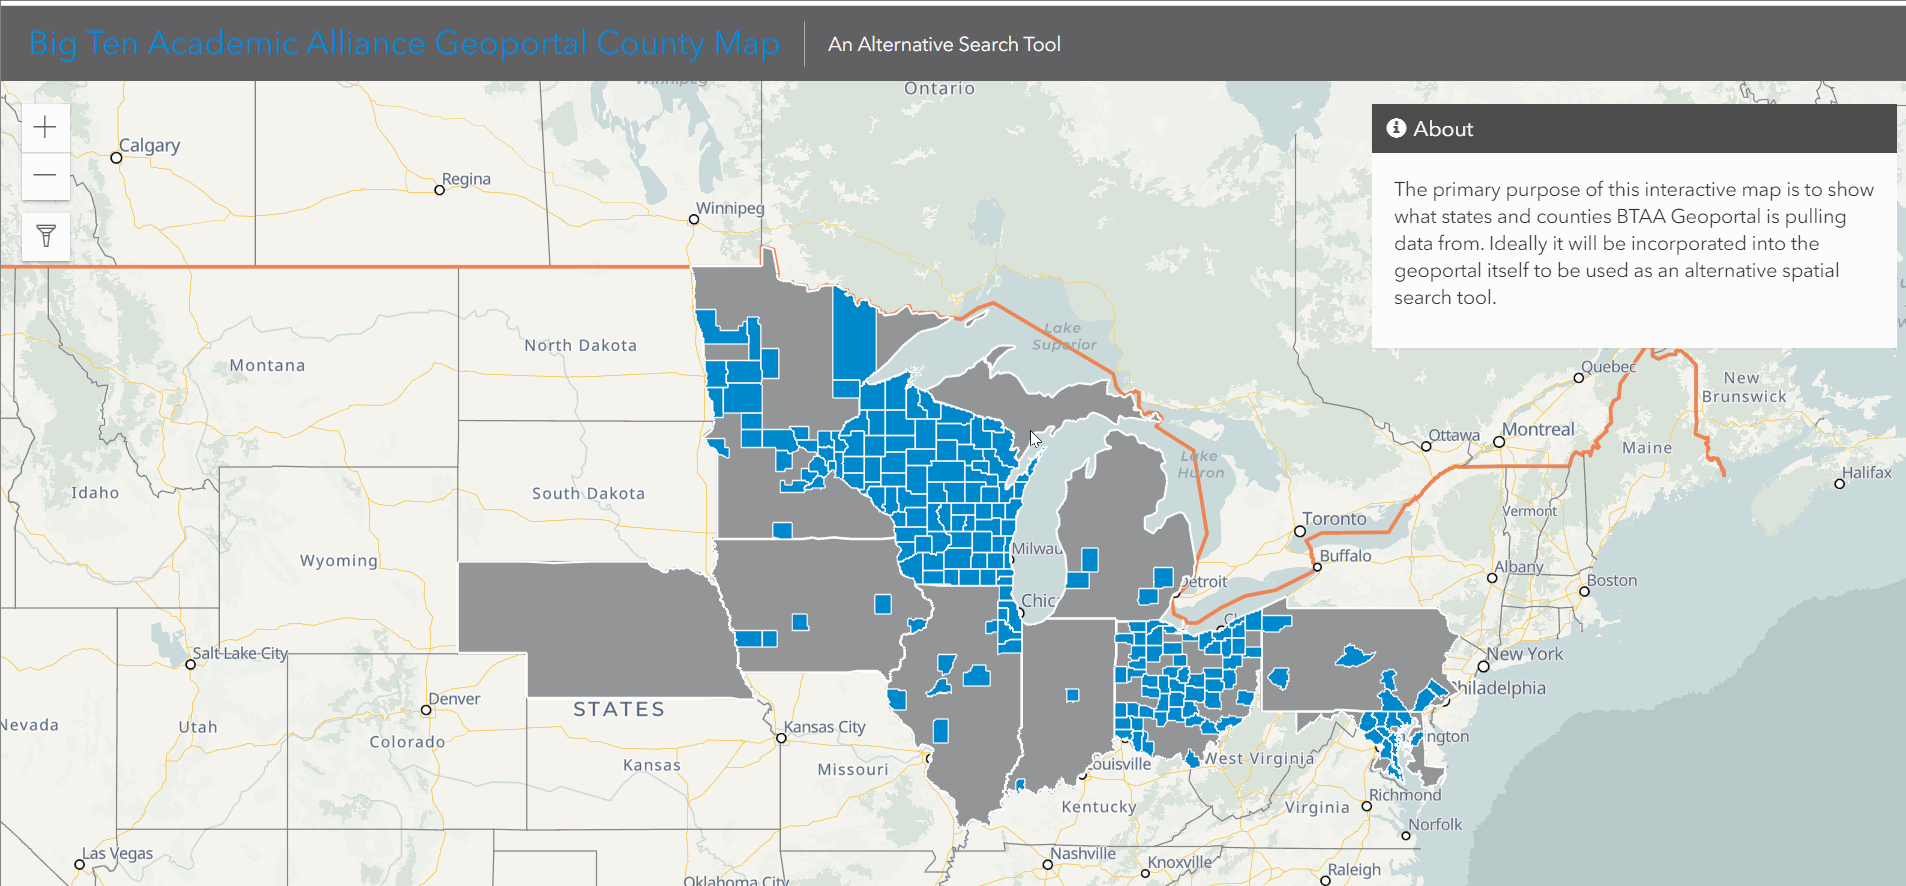 Big Ten Academic Alliance Geoportal County Map
An Alternative Search Tool
Winnipeg
Ontario
About
The primary purpose of this interactive map is to show
what states and counties BTAA Geoportal is pulling
data from. Ideally it will be incorporated into the
geoportal itself to be used as an alternative spatial
search tool.
Calgary
Regina
Winnipeg
Lake
Superior
North Dakota
Montana
Quebec
New
Brunswick
Ottawa
Montreal
Maine
Lake
Huron
Halifax
Idaho
South Dakota
Vermont
Toronto
Milwau
Buffalo
Wyoming
Albany
Detroit
Boston
Chic
Cl
Salt Lake City
New York
Denver
Philadelphia
STATES
Nevada
Utah
Kansas City
ngton
Colorado
Kansas
Missouri
ouisville
West Virginia
Richmond
Kentucky
Virginia
Norfolk
Las Vegas
Nashville
Knoxville
Raleigh
Oklahoma City